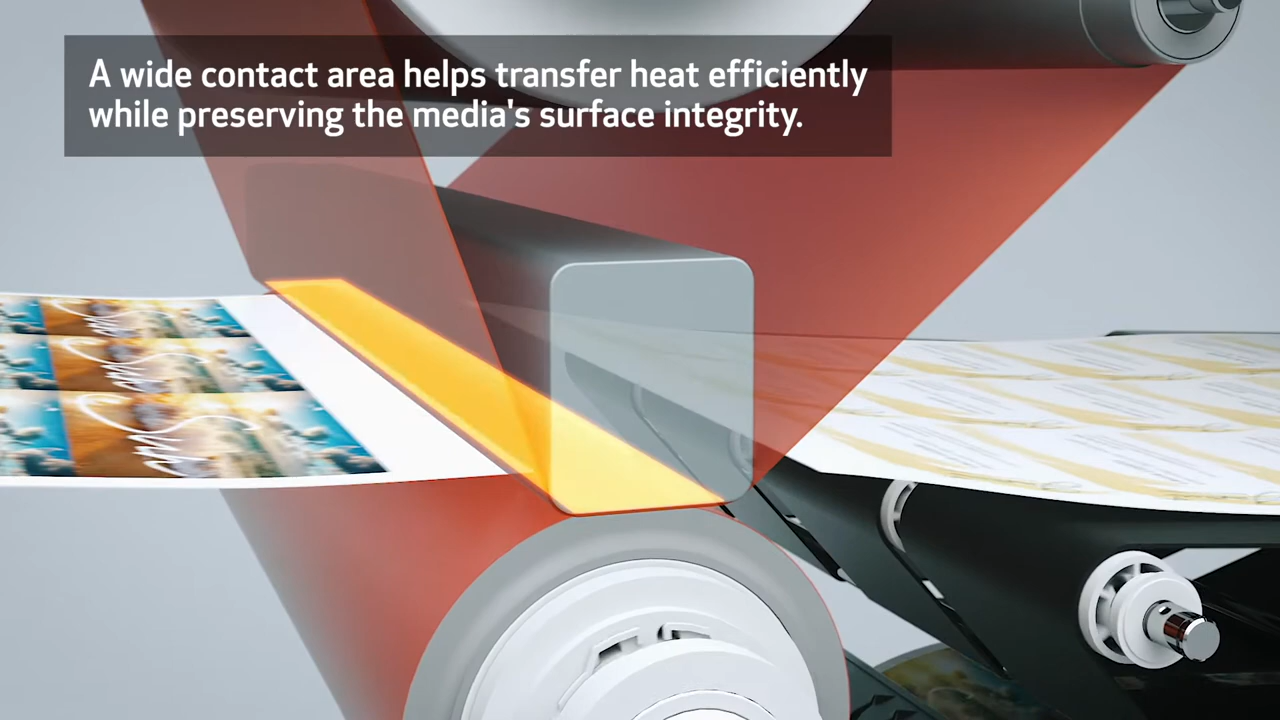 A wide contact area helps transfer heat efficiently
while preserving the media's surface integrity.